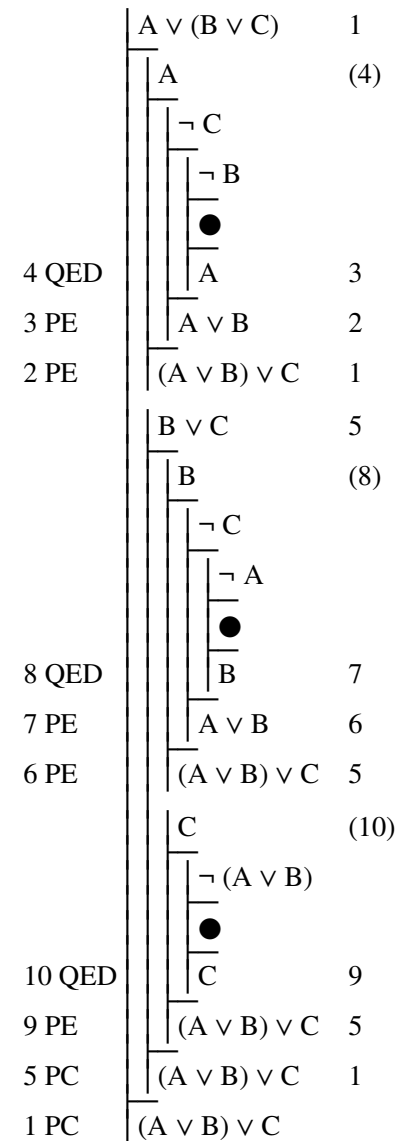 A ∨ (B ∨ C) 1
A (4)
¬ C
¬ B
●
4 QED A 3
3 PE A ∨ B 2
2 PE (A ∨ B) ∨ C 1
B ∨ C 5
B (8)
¬ C
¬ A
●
8 QED B 7
7 PE A ∨ B 6
6 PE (A ∨ B) ∨ C 5
C (10)
¬ (A ∨ B)
●
10 QED C 9
9 PE (A ∨ B) ∨ C 5
5 PC (A ∨ B) ∨ C 1
1 PC (A ∨ B) ∨ C